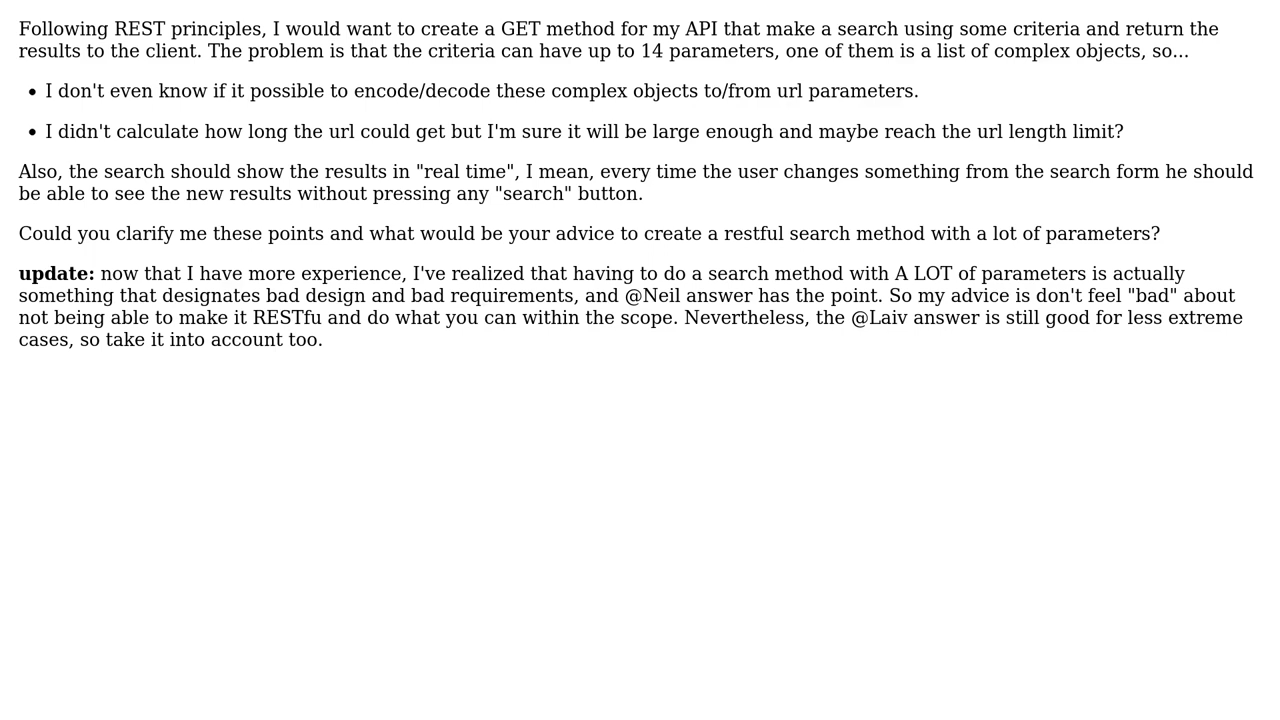 Following REST principles, I would want to create a GET method for my API that make a search using some criteria and return the
results to the client. The problem is that the criteria can have up to 14 parameters, one of them is a list of complex objects, so...
• I don't even know if it possible to encode/decode these complex objects to/from url parameters.
• I didn't calculate how long the url could get but I'm sure it will be large enough and maybe reach the url length limit?
Also, the search should show the results in "real time", I mean, every time the user changes something from the search form he should
be able to see the new results without pressing any "search" button.
Could you clarify me these points and what would be your advice to create a restful search method with a lot of parameters?
update: now that I have more experience, I've realized that having to do a search method with A LOT of parameters is actually
something that designates bad design and bad requirements, and @Neil answer has the point. So my advice is don't feel "bad" about
not being able to make it RESTfu and do what you can within the scope. Nevertheless, the @Laiv answer is still good for less extreme
cases, so take it into account too.